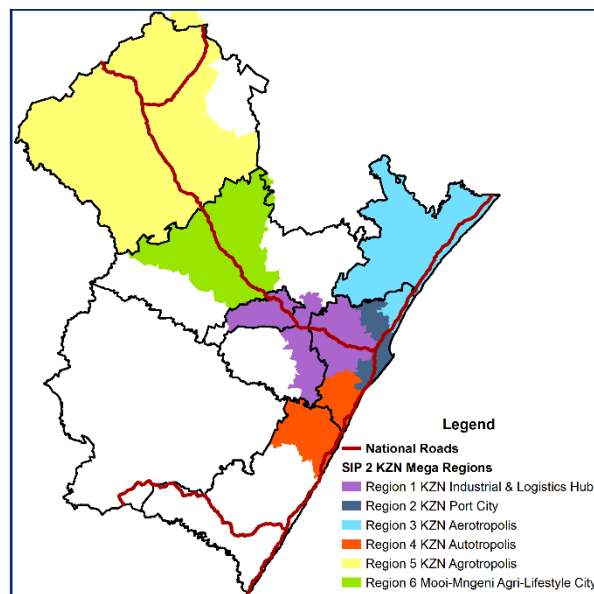 Legend
National Roads
SIP 2 KZN Mega Regions
Region 1 KZN Industrial & Logistics Hub
Region 2 KZN Port City
Region 3 KZN Aerotropolis
Region 4 KZN Autotropolis
Region 5 KZN Agrotropolis
Region 6 Mooi-Mngeni Agri-Lifestyle City